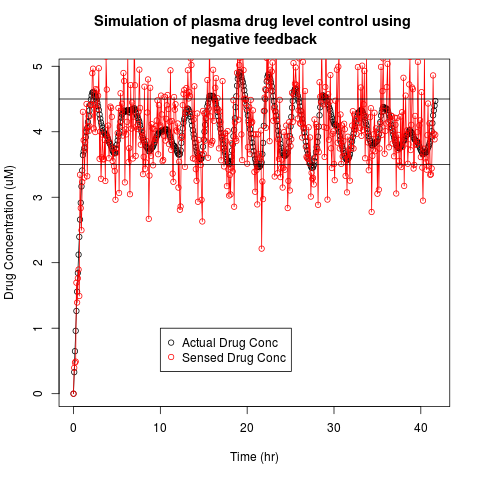 Simulation of plasma drug level control using
negative feedback
Drug Concentration (uM)
5
4
3
2
1
0
Actual Drug Conc
Sensed Drug Conc
0 10 20 30 40
Time (hr)